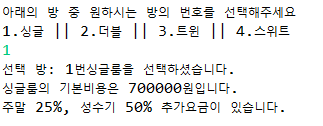 아래의 방 중 원하시는 방의 번호를 선택해주세요
1.싱글 || 2.더블 || 3.트윈 || 4.스위트
1
선택 방: 1번싱글룸을 선택하셨습니다.
싱글룸의 기본비용은 700000원입니다.
주말 25%, 성수기 50% 추가요금이 있습니다.